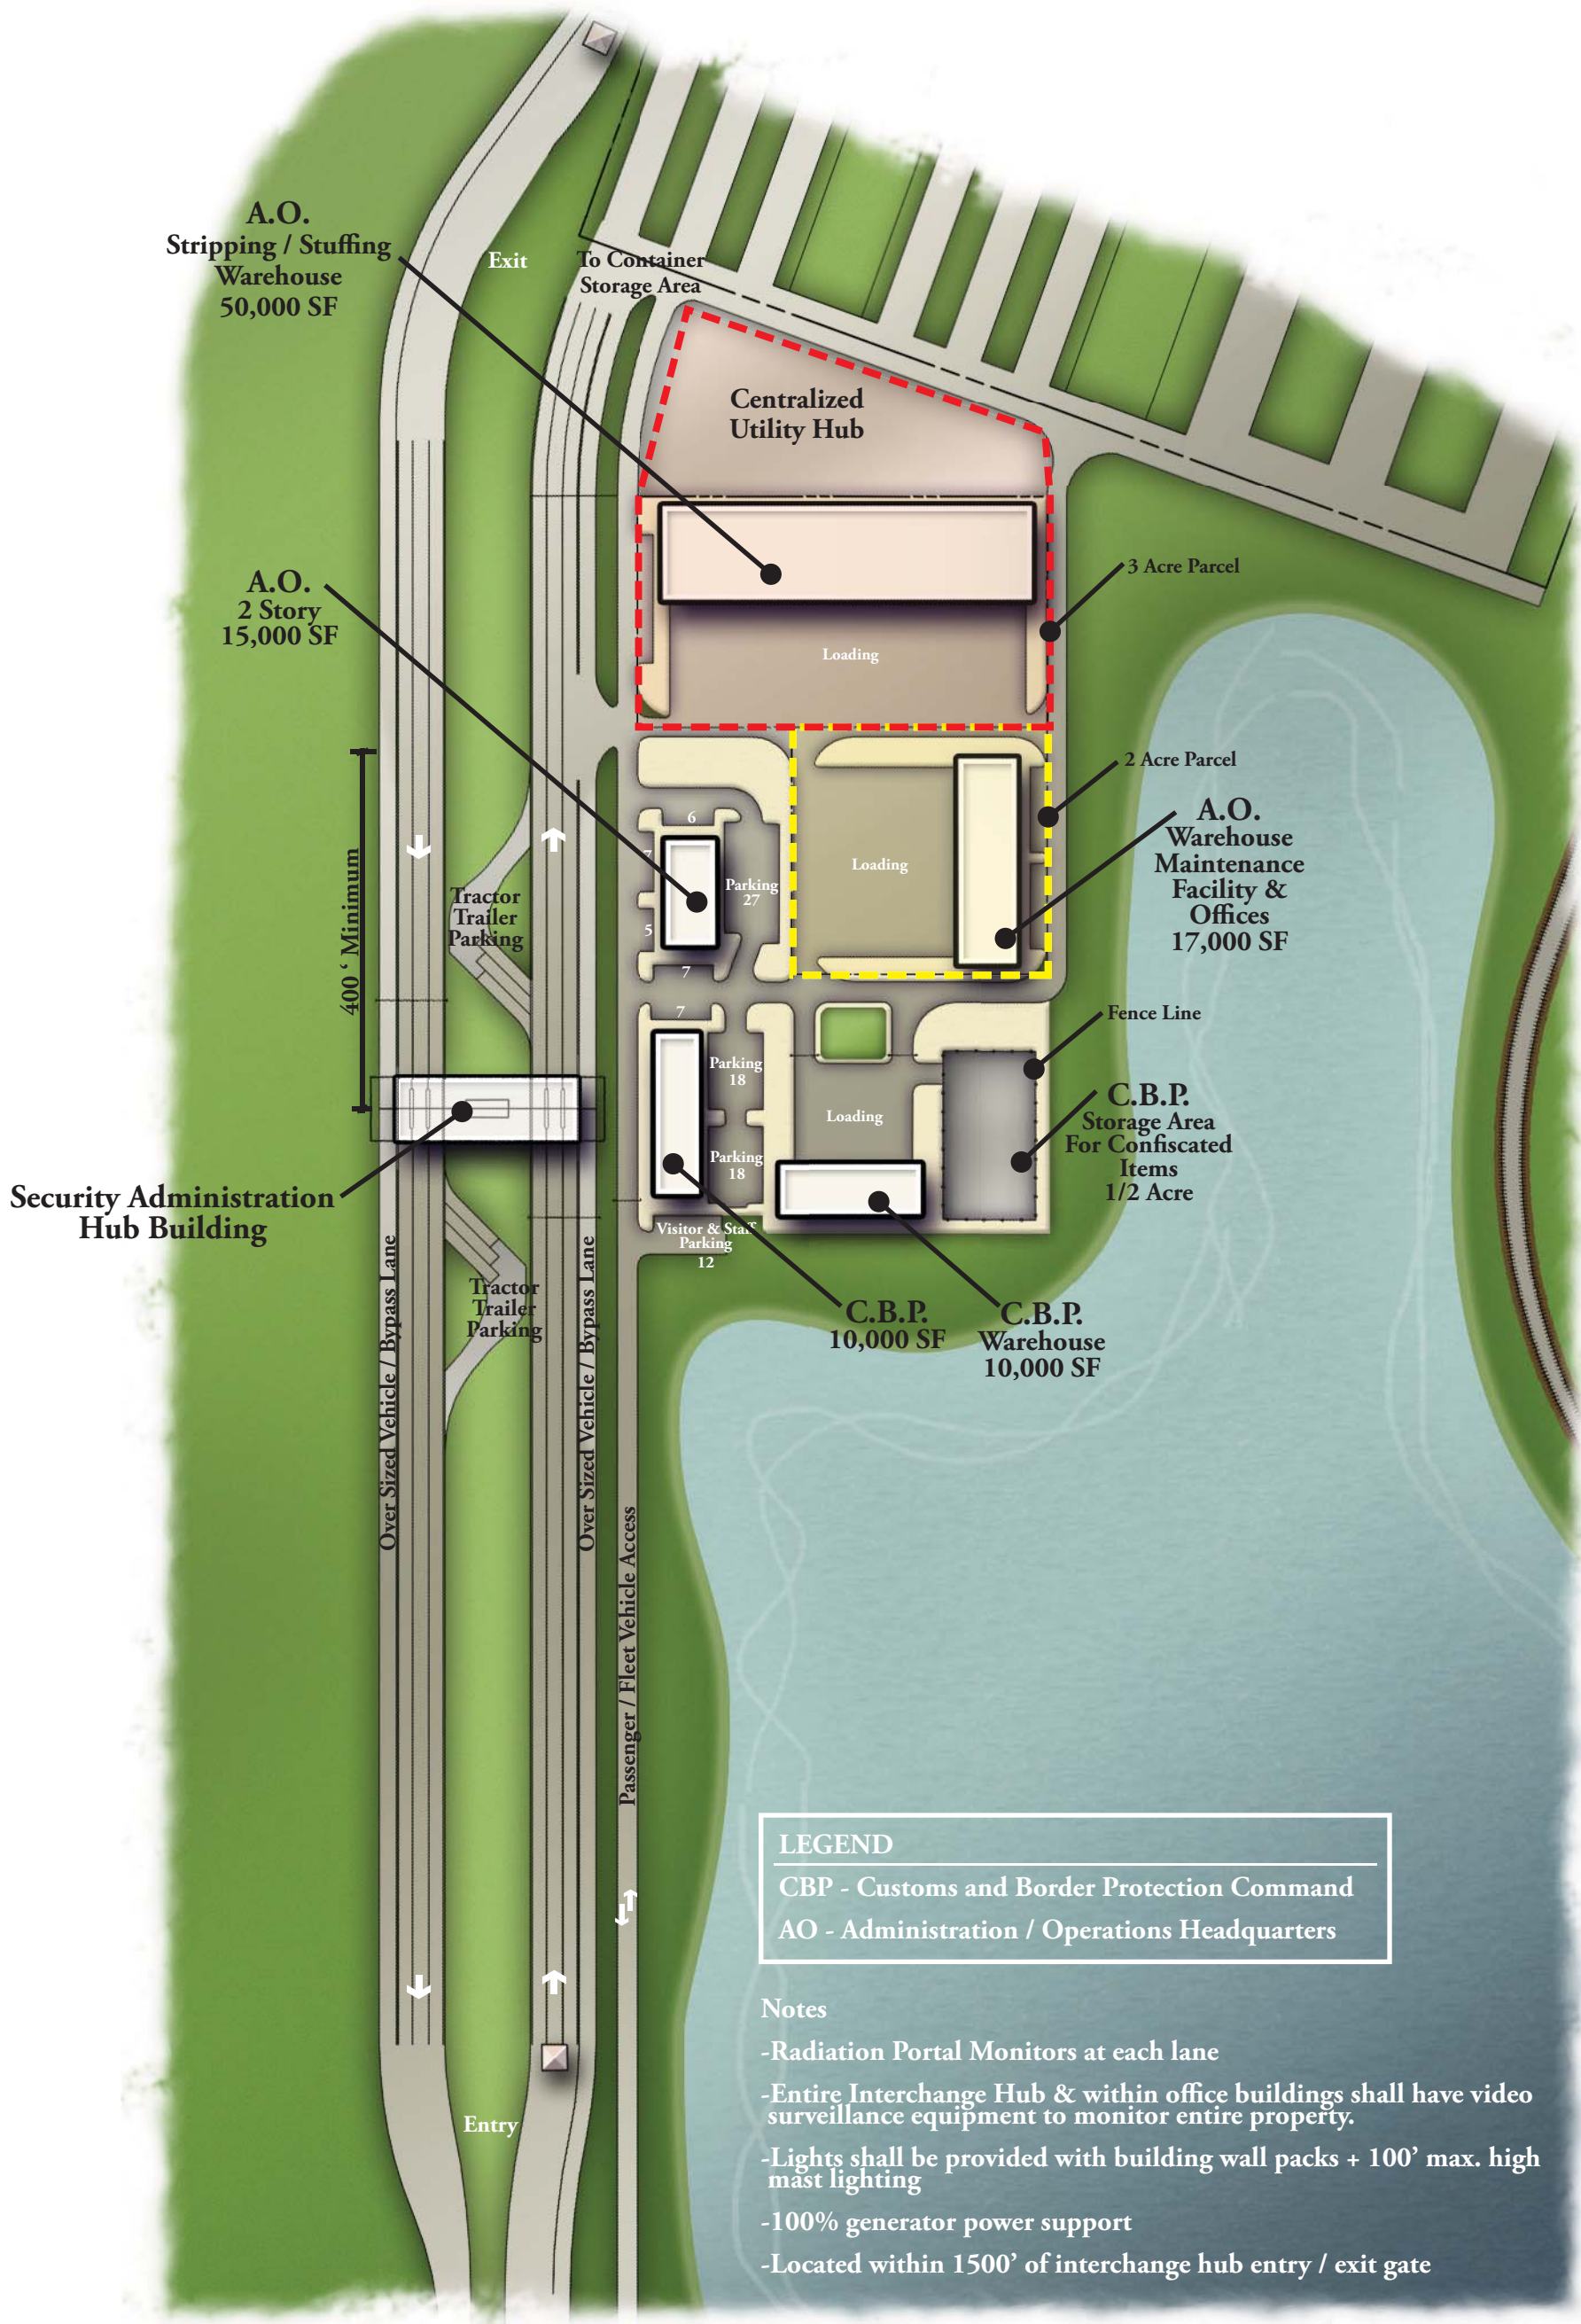 A.O.
Stripping / Stuffing
Warehouse
50,000 SF
Exit
To Container
Storage Area
Centralized
Utility Hub
3 Acre Parcel
A.O.
2 Story
15,000 SF
Loading
2 Acre Parcel
A.O.
Warehouse
Maintenance
Facility &
Offices
17,000 SF
6
7
Parking
27
5
7
Loading
400 ‘ Minimum
Tractor
Trailer
Parking
7
Parking
18
Parking
18
Loading
Fence Line
C.B.P.
Storage Area
For Confiscated
Items
1/2 Acre
Security Administration
Hub Building
Visitor & Staff
Parking
12
Tractor
Trailer
Parking
C.B.P.
10,000 SF
C.B.P.
Warehouse
10,000 SF
Over Sized Vehicle / Bypass Lane
Over Sized Vehicle / Bypass Lane
Passenger / Fleet Vehicle Access
Entry
LEGEND
CBP - Customs and Border Protection Command
AO - Administration / Operations Headquarters
Notes
-Radiation Portal Monitors at each lane
-Entire Interchange Hub & within office buildings shall have video
surveillance equipment to monitor entire property.
-Lights shall be provided with building wall packs + 100’ max. high
mast lighting
-100% generator power support
-Located within 1500’ of interchange hub entry / exit gate